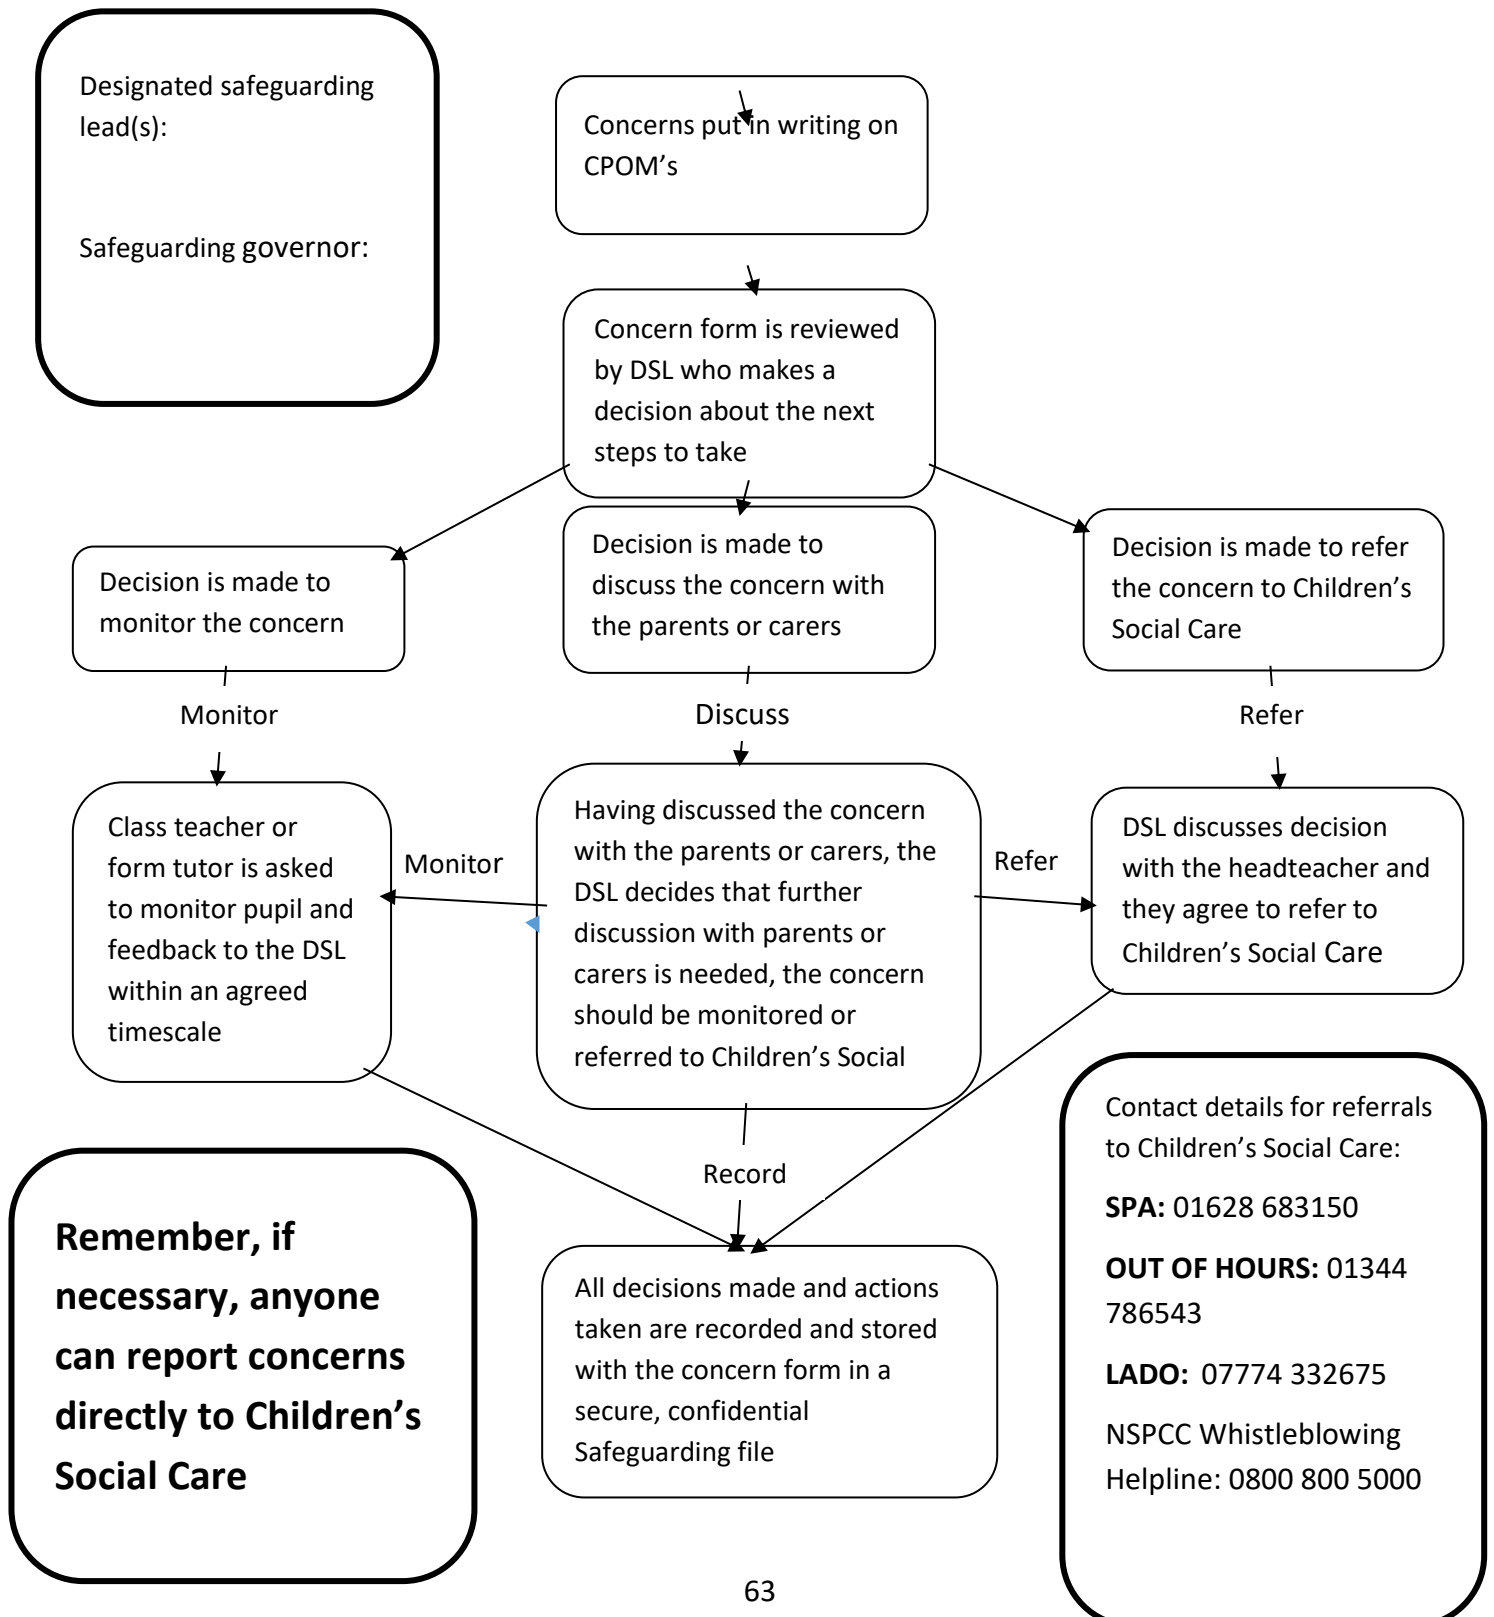 Designated safeguarding
lead(s):
Safeguarding governor:
Concerns put in writing on
CPOM’s
Concern form is reviewed
by DSL who makes a
decision about the next
steps to take
Decision is made to
monitor the concern
Decision is made to
discuss the concern with
the parents or carers
Decision is made to refer
the concern to Children’s
Social Care
Monitor
Discuss
Refer
Class teacher or
form tutor is asked
to monitor pupil and
feedback to the DSL
within an agreed
timescale
Monitor
Having discussed the concern
with the parents or carers, the
DSL decides that further
discussion with parents or
carers is needed, the concern
should be monitored or
referred to Children’s Social
Refer
DSL discusses decision
with the headteacher and
they agree to refer to
Children’s Social Care
Record
Remember, if
necessary, anyone
can report concerns
directly to Children’s
Social Care
All decisions made and actions
taken are recorded and stored
with the concern form in a
secure, confidential
Safeguarding file
Contact details for referrals
to Children’s Social Care:
SPA: 01628 683150
OUT OF HOURS: 01344
786543
LADO: 07774 332675
NSPCC Whistleblowing
Helpline: 0800 800 5000
63